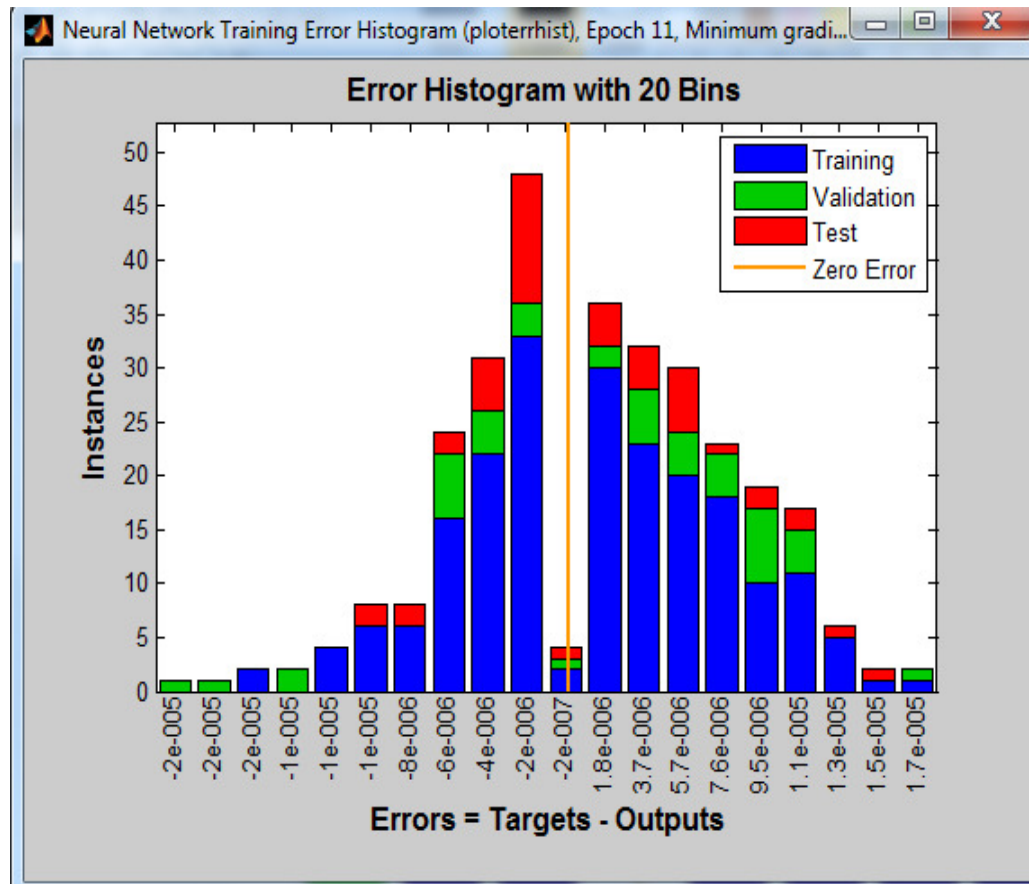 Neural Network Training Error Histogram (ploterrhist), Epoch 11, Minimum gradi...
Error Histogram with 20 Bins
50
45
40
35
30
25
20
15
10
5
0
Instances
Training
Validation
Test
Zero Error
-2e-005
-2e-005
-2e-005
-1e-005
-1e-005
-1e-005
-8e-006
-6e-006
-4e-006
-2e-006
-2e-007
1.8e-006
3.7e-006
5.7e-006
7.6e-006
9.5e-006
1.1e-005
1.3e-005
1.5e-005
1.7e-005
Errors = Targets - Outputs